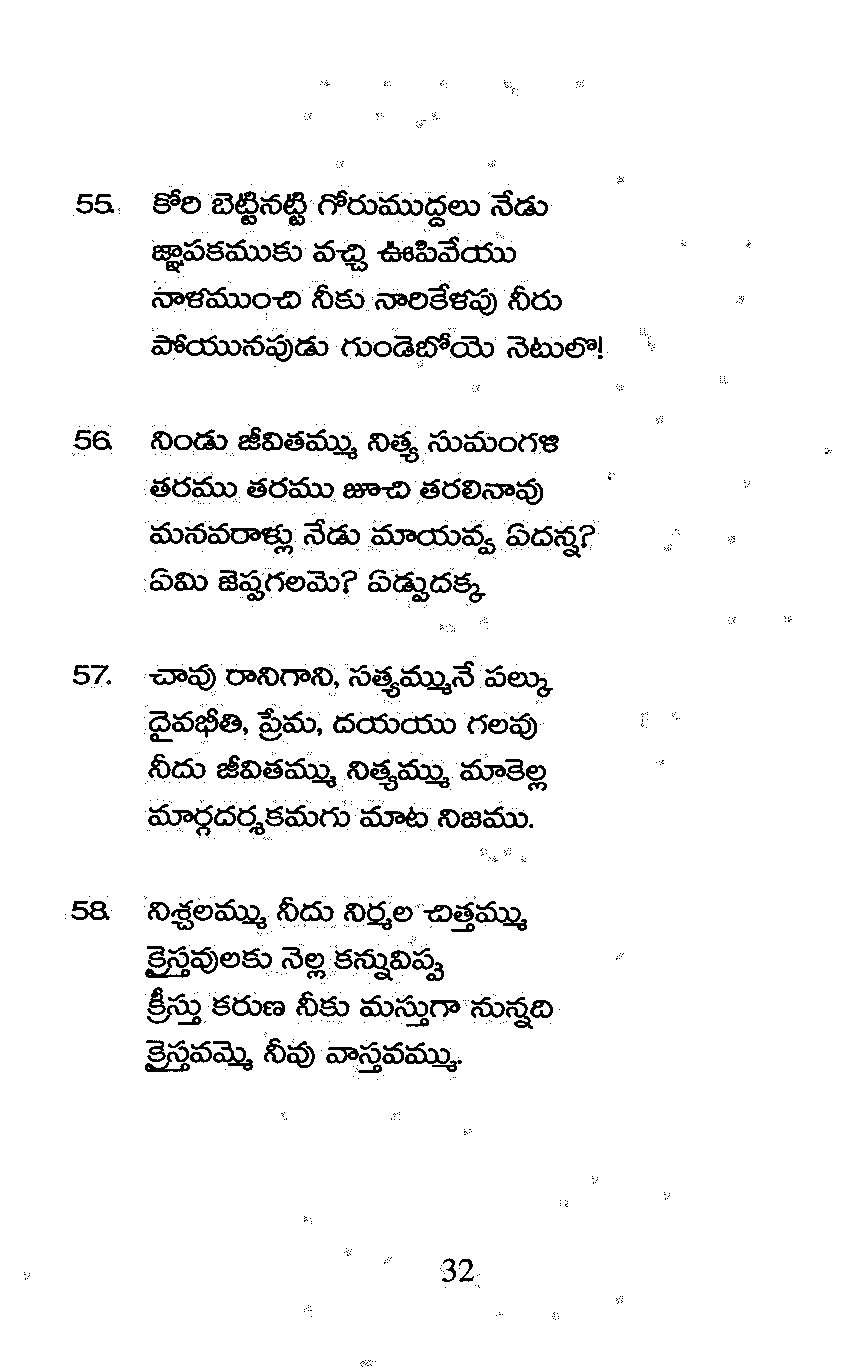 55. కోరి బెట్టినట్టి గోరుముద్దలు నేడు
జ్ఞాపకముకు వచ్చి ఊపివేయు
నాళముంచి నీకు నారికేళపు నీరు
పోయునపుడు గుండెబోయె నెటులొ!
56. నిండు జీవితమ్ము నిత్య సుమంగళి
తరము తరము జూచి తరలినావు
మనవరాళ్లు నేడు మాయవ్వ ఏదన్న?
ఏమి జెప్పగలమె? ఏడ్పుదక్క
57. చావు రానిగాని, సత్యమ్మునే పల్కు
దైవభీతి, ప్రేమ, దయయు గలవు
నీదు జీవితమ్ము నిత్యమ్ము మాకెల్ల
మార్గదర్శకమగు మాట నిజము.
58. నిశ్చలమ్ము నీదు నిర్మల చిత్తమ్ము
క్రైస్తవులకు నెల్ల కన్నువిప్ప
క్రీస్తు కరుణ నీకు మస్తుగా నున్నది
క్రైస్తవమ్మె నీవు వాస్తవమ్ము.
32